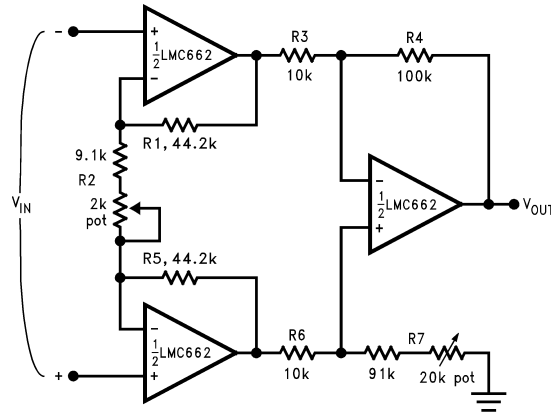 −
+
−
½ LMC662
R3
10k
R4
100k
R1, 44.2k
9.1k
R2
2k
pot
V_IN
−
+
½ LMC662
V_OUT
R5, 44.2k
−
+
½ LMC662
+
R6
10k
91k
R7
20k pot